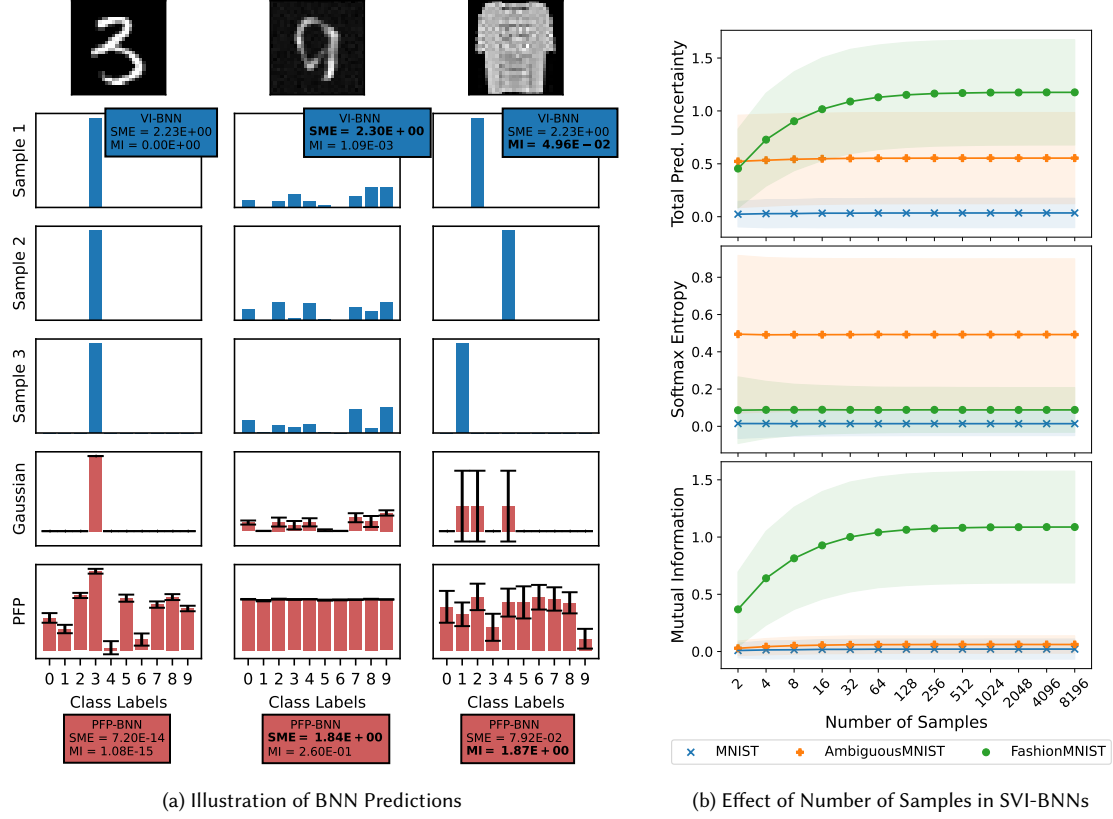 VI-BNN
SME = 2.23E+00
MI = 0.00E+00
VI-BNN
SME = 2.30E + 00
MI = 1.09E-03
VI-BNN
SME = 2.23E+00
MI = 4.96E − 02
Sample 1
Sample 2
Sample 3
Gaussian
PFP
0 1 2 3 4 5 6 7 8 9
0 1 2 3 4 5 6 7 8 9
0 1 2 3 4 5 6 7 8 9
Class Labels
Class Labels
Class Labels
PFP-BNN
SME = 7.20E-14
MI = 1.08E-15
PFP-BNN
SME = 1.84E + 00
MI = 2.60E-01
PFP-BNN
SME = 7.92E-02
MI = 1.87E + 00
(a) Illustration of BNN Predictions
Total Pred. Uncertainty
1.5
1.0
0.5
0.0
Softmax Entropy
0.8
0.6
0.4
0.2
0.0
Mutual Information
1.5
1.0
0.5
0.0
2 4 8 16 32 64 128 256 512 1024 2048 4096 8196
Number of Samples
MNIST AmbiguousMNIST FashionMNIST
(b) Effect of Number of Samples in SVI-BNNs